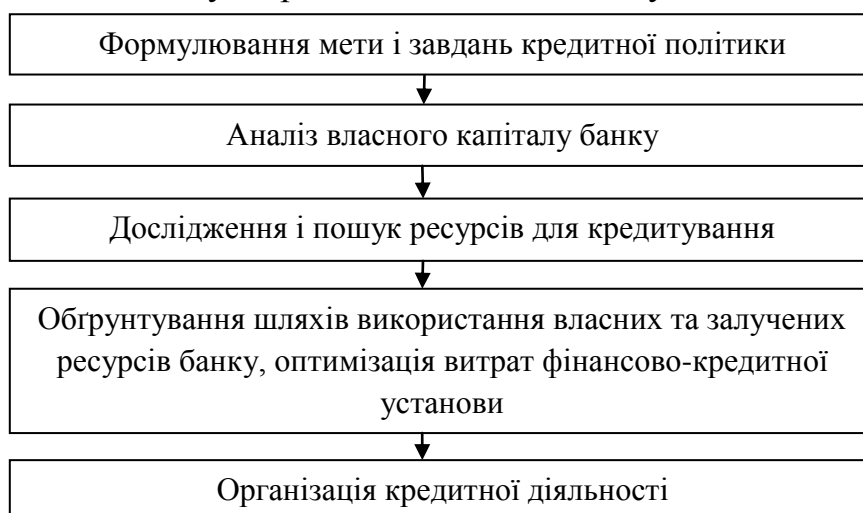 Формулювання мети і завдань кредитної політики
Аналіз власного капіталу банку
Дослідження і пошук ресурсів для кредитування
Обґрунтування шляхів використання власних та залучених
ресурсів банку, оптимізація витрат фінансово-кредитної
установи
Організація кредитної діяльності